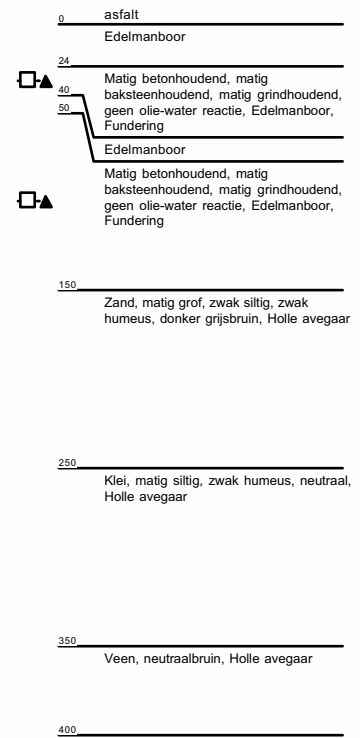 0 asfalt
Edelmanboor
24
Matig betonhoudend, matig
baksteenhoudend, matig grindhoudend,
geen olie-water reactie, Edelmanboor,
Fundering
40
Edelmanboor
50
Matig betonhoudend, matig
baksteenhoudend, matig grindhoudend,
geen olie-water reactie, Edelmanboor,
Fundering
150
Zand, matig grof, zwak siltig, zwak
humeus, donker grijsbruin, Holle avegaar
250
Klei, matig siltig, zwak humeus, neutraal,
Holle avegaar
350
Veen, neutraalbruin, Holle avegaar
400